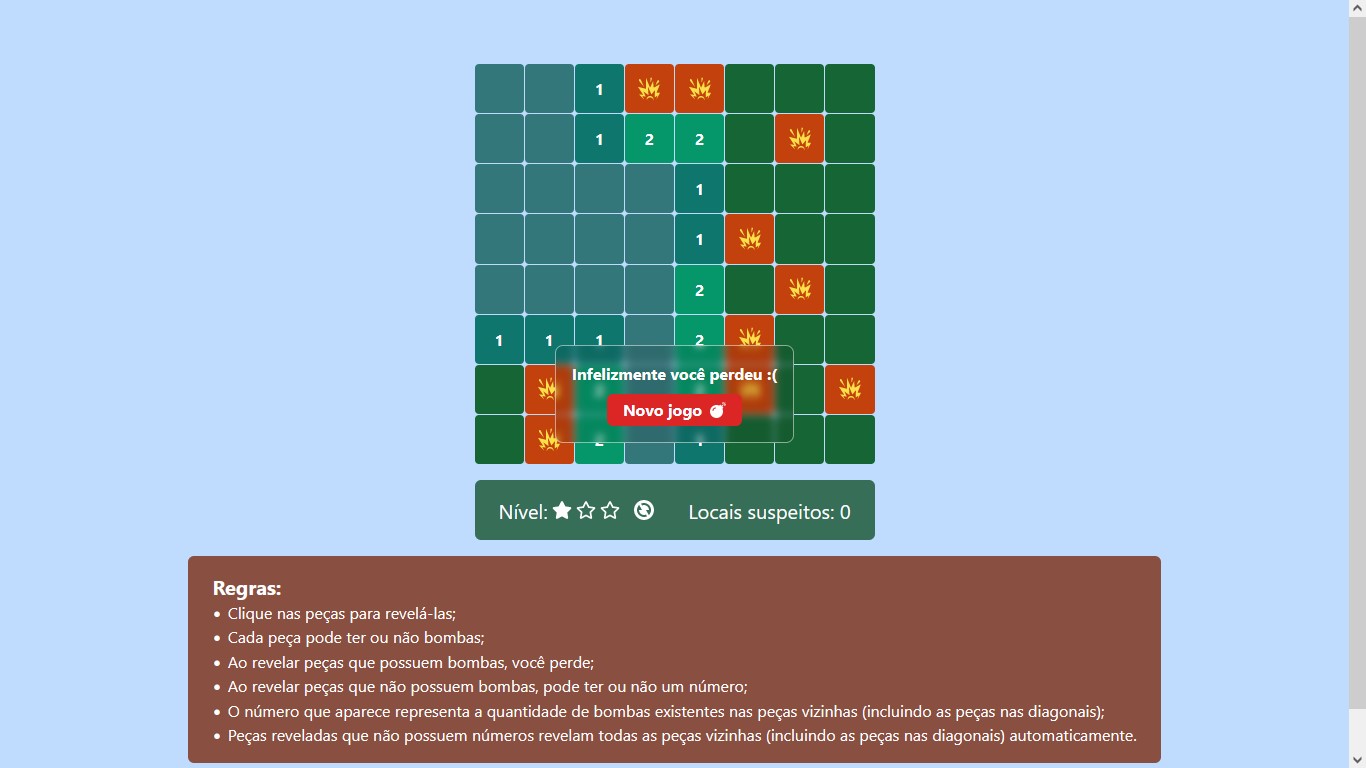 1
1 2 2
1
1
2
1 1 1 2
Infelizmente você perdeu :(
Novo jogo
2 1
Nível: Locais suspeitos: 0
Regras:
• Clique nas peças para revelá-las;
• Cada peça pode ter ou não bombas;
• Ao revelar peças que possuem bombas, você perde;
• Ao revelar peças que não possuem bombas, pode ter ou não um número;
• O número que aparece representa a quantidade de bombas existentes nas peças vizinhas (incluindo as peças nas diagonais);
• Peças reveladas que não possuem números revelam todas as peças vizinhas (incluindo as peças nas diagonais) automaticamente.